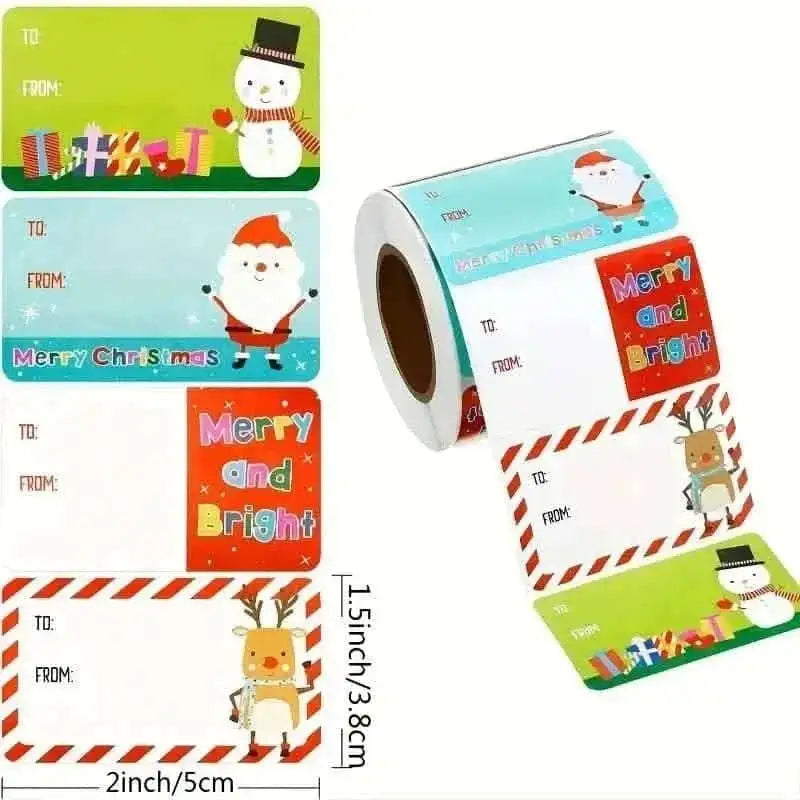 TO:
FROM:
TO:
FROM:
Merry Christmas
TO:
FROM:
Merry
and
Bright
TO:
FROM:
2inch/5cm
1.5inch/3.8cm
TO:
FROM:
Merry Christmas
TO:
FROM:
Merry
and
Bright
TO:
FROM:
TO:
FROM